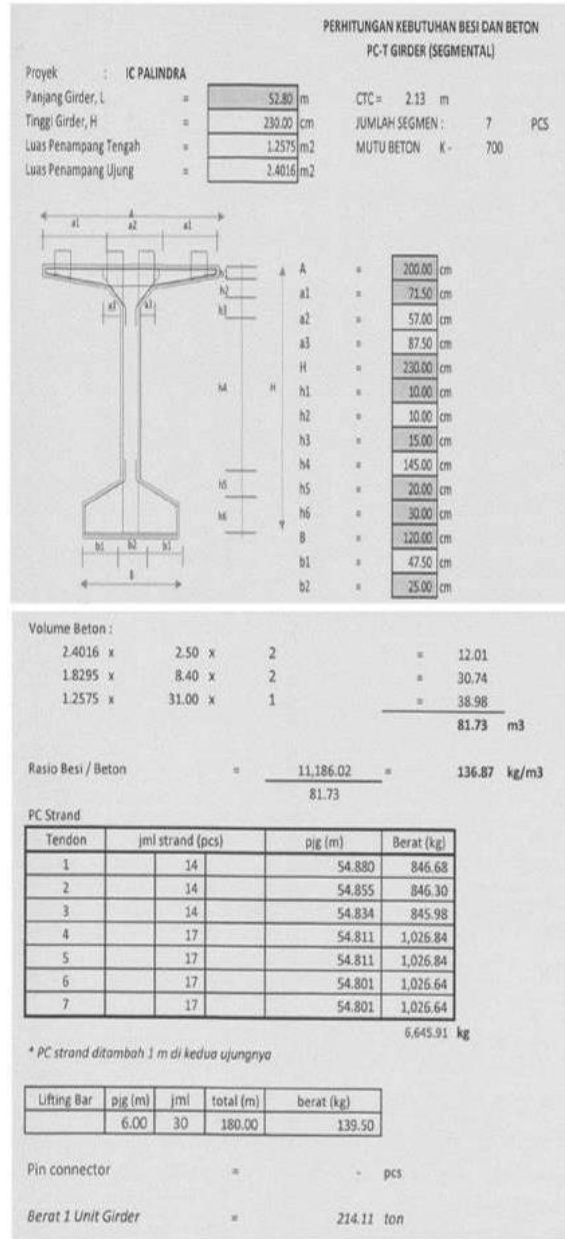 PERHITUNGAN KEBUTUHAN BESI DAN BETON
PC-T GIRDER (SEGMENTAL)
Proyek : IC PALINDRA
Panjang Girder, L = 52.80 m CTC = 2.13 m
Tinggi Girder, H = 230.00 cm JUMLAH SEGMEN : 7 PCS
Luas Penampang Tengah = 1.2575 m2 MUTU BETON K - 700
Luas Penampang Ujung = 2.4016 m2
A
a1 a2 a1
h1
h2
a3 a3
h3
h4
H
h5
h6
b1 b2 b1
B
A = 200.00 cm
a1 = 71.50 cm
a2 = 57.00 cm
a3 = 87.50 cm
H = 230.00 cm
h1 = 10.00 cm
h2 = 10.00 cm
h3 = 15.00 cm
h4 = 145.00 cm
h5 = 20.00 cm
h6 = 30.00 cm
B = 120.00 cm
b1 = 47.50 cm
b2 = 25.00 cm
Volume Beton :
2.4016 x 2.50 x 2 = 12.01
1.8295 x 8.40 x 2 = 30.74
1.2575 x 31.00 x 1 = 38.98
81.73 m3
Rasio Besi / Beton = 11,186.02 = 136.87 kg/m3
81.73
PC Strand
Tendon jml strand (pcs) pjg (m) Berat (kg)
1 14 54.880 846.68
2 14 54.855 846.30
3 14 54.834 845.98
4 17 54.811 1,026.84
5 17 54.811 1,026.84
6 17 54.801 1,026.64
7 17 54.801 1,026.64
6,645.91 kg
* PC strand ditambah 1 m di kedua ujungnya
Lifting Bar pjg (m) jml total (m) berat (kg)
6.00 30 180.00 139.50
Pin connector = - pcs
Berat 1 Unit Girder = 214.11 ton